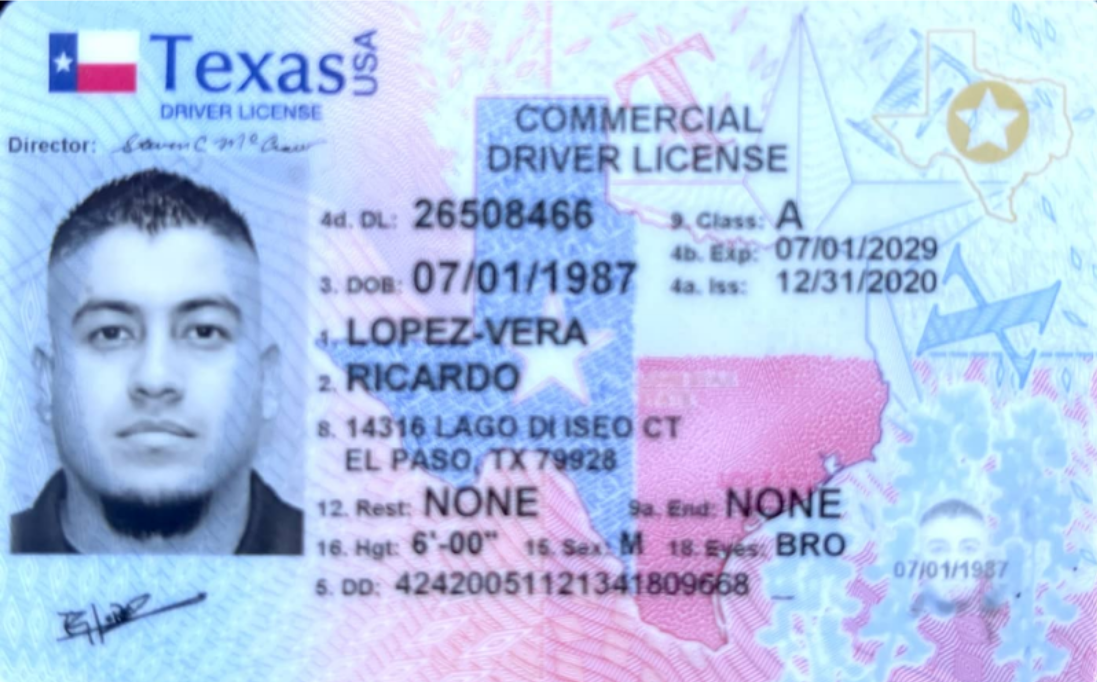 Texas USA
DRIVER LICENSE
Director:
COMMERCIAL
DRIVER LICENSE
4d. DL: 26508466
9. Class: A
4b. Exp: 07/01/2029
3. DOB: 07/01/1987
4a. Iss: 12/31/2020
1. LOPEZ-VERA
2. RICARDO
8. 14316 LAGO DI ISEO CT
EL PASO, TX 79928
12. Rest: NONE 9a. End: NONE
16. Hgt: 6'-00" 15. Sex: M 18. Eyes: BRO
07/01/1987
5. DD: 42420051121341809668